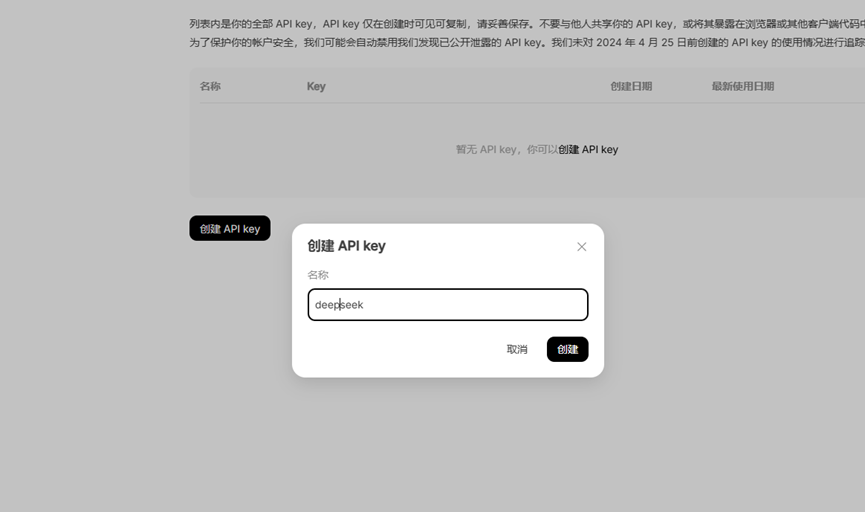 列表内是你的全部 API key，API key 仅在创建时可见可复制，请妥善保存。不要与他人共享你的 API key，或将其暴露在浏览器或其他客户端代码中
为了保护你的帐户安全，我们可能会自动禁用我们发现已公开泄露的 API key。我们未对 2024 年 4 月 25 日前创建的 API key 的使用情况进行追踪
名称 Key 创建日期 最新使用日期
暂无 API key，你可以创建 API key
创建 API key
创建 API key
名称
deepseek
取消 创建